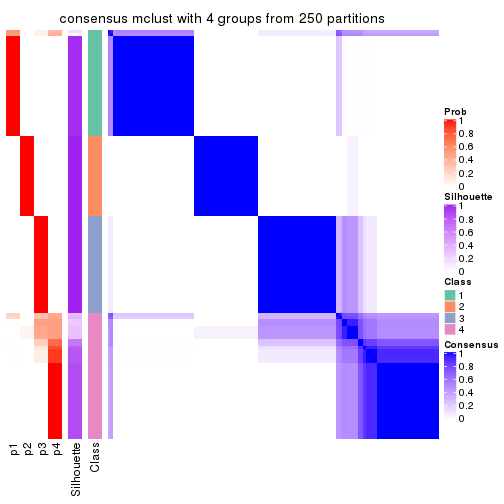 consensus mclust with 4 groups from 250 partitions
p1
p2
p3
p4
Silhouette
Class
Prob
1
0.8
0.6
0.4
0.2
0
Silhouette
1
0.8
0.6
0.4
0.2
0
Class
1
2
3
4
Consensus
1
0.8
0.6
0.4
0.2
0